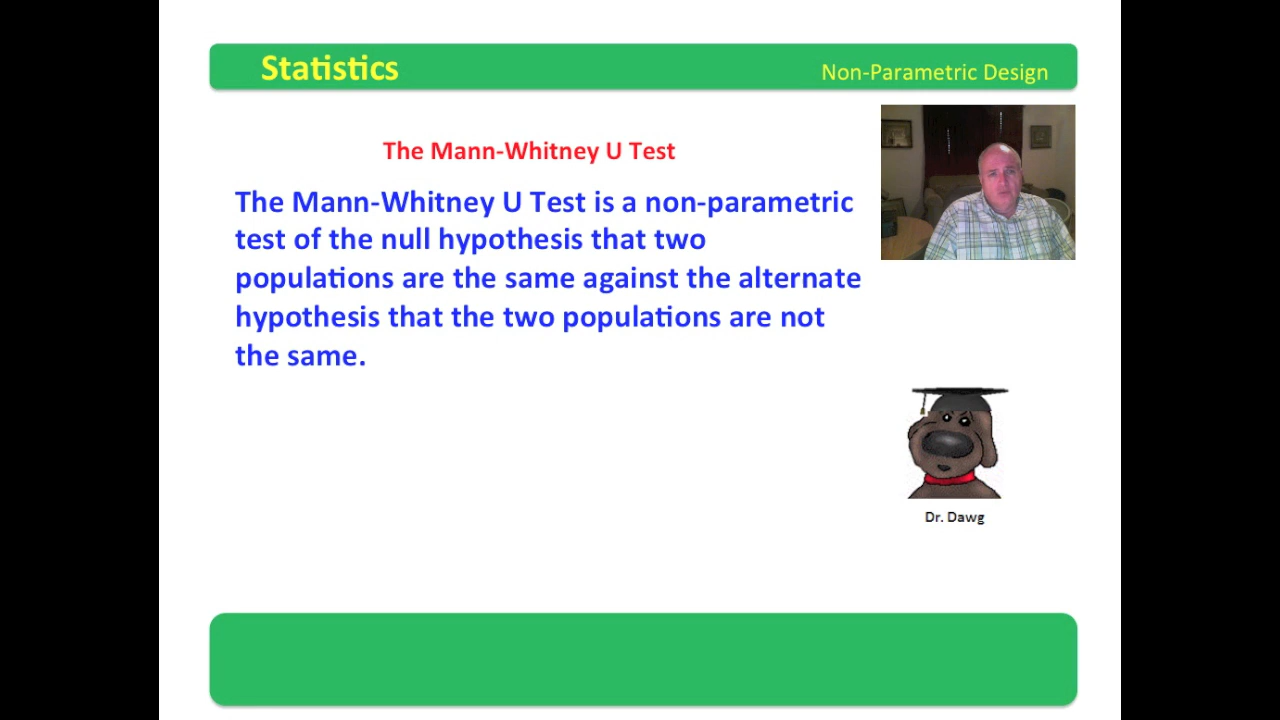 Statistics
Non-Parametric Design
The Mann-Whitney U Test
The Mann-Whitney U Test is a non-parametric
test of the null hypothesis that two
populations are the same against the alternate
hypothesis that the two populations are not
the same.
Dr. Dawg